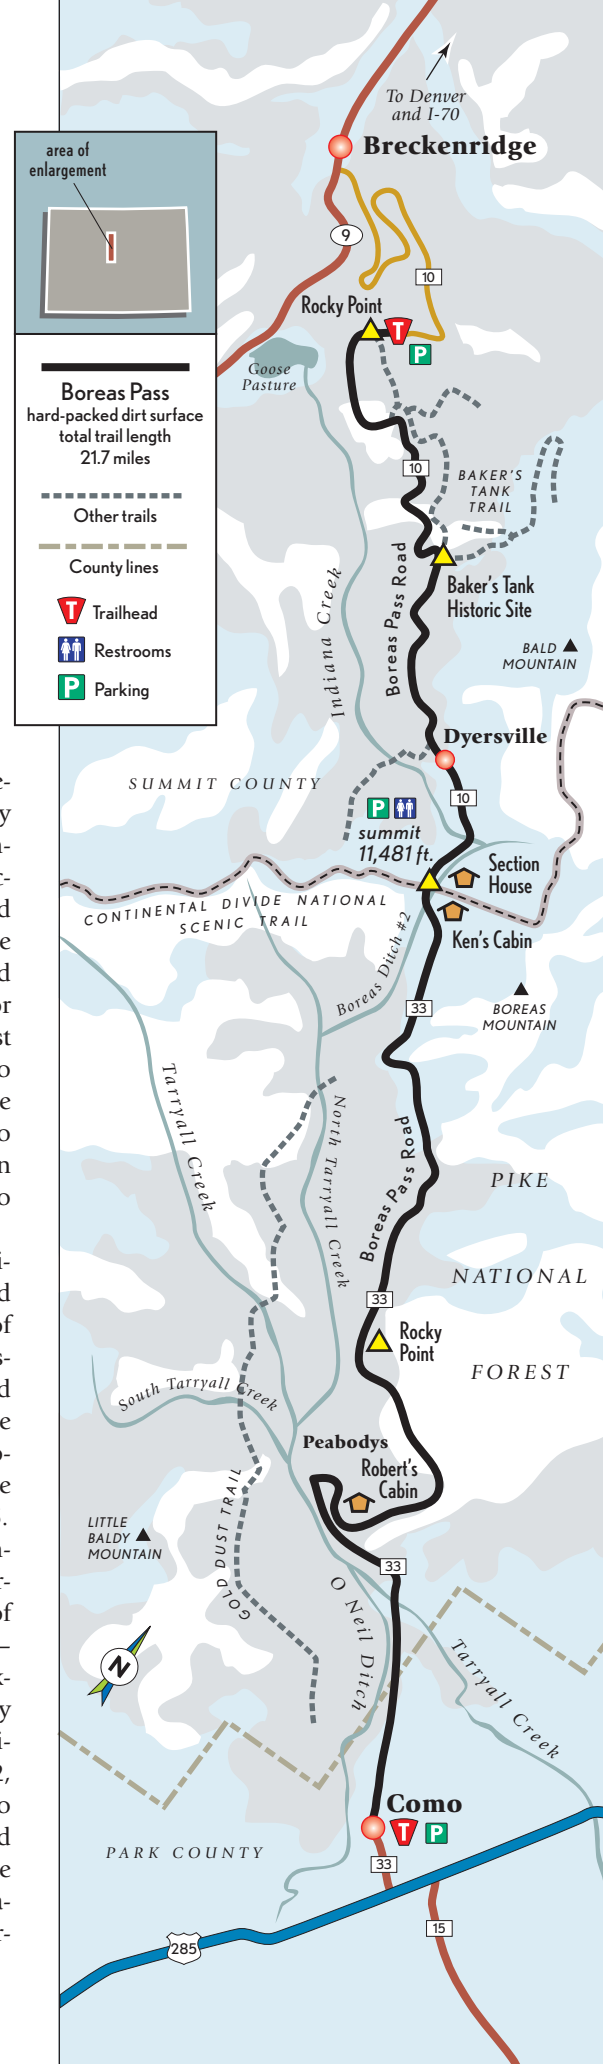 To Denver
and I-70
Breckenridge
area of
enlargement
9
10
Rocky Point
T
P
Goose
Pasture
Boreas Pass
hard-packed dirt surface
total trail length
21.7 miles
Other trails
County lines
T Trailhead
Restrooms
P Parking
10
BAKER'S
TANK
TRAIL
Boreas Pass Road
Indiana Creek
Baker's Tank
Historic Site
BALD
MOUNTAIN
Dyersville
SUMMIT COUNTY
10
P
summit
11,481 ft.
Section
House
CONTINENTAL DIVIDE NATIONAL
SCENIC TRAIL
Ken's Cabin
Boreas Ditch #2
33
BOREAS
MOUNTAIN
Tarryall Creek
North Tarryall Creek
Boreas Pass Road
PIKE
NATIONAL
FOREST
33
Rocky
Point
South Tarryall Creek
Peabodys
Robert's
Cabin
LITTLE
BALDY
MOUNTAIN
GOLD DUST TRAIL
33
O Neil Ditch
Tarryall Creek
N
Como
T
P
PARK COUNTY
33
15
285